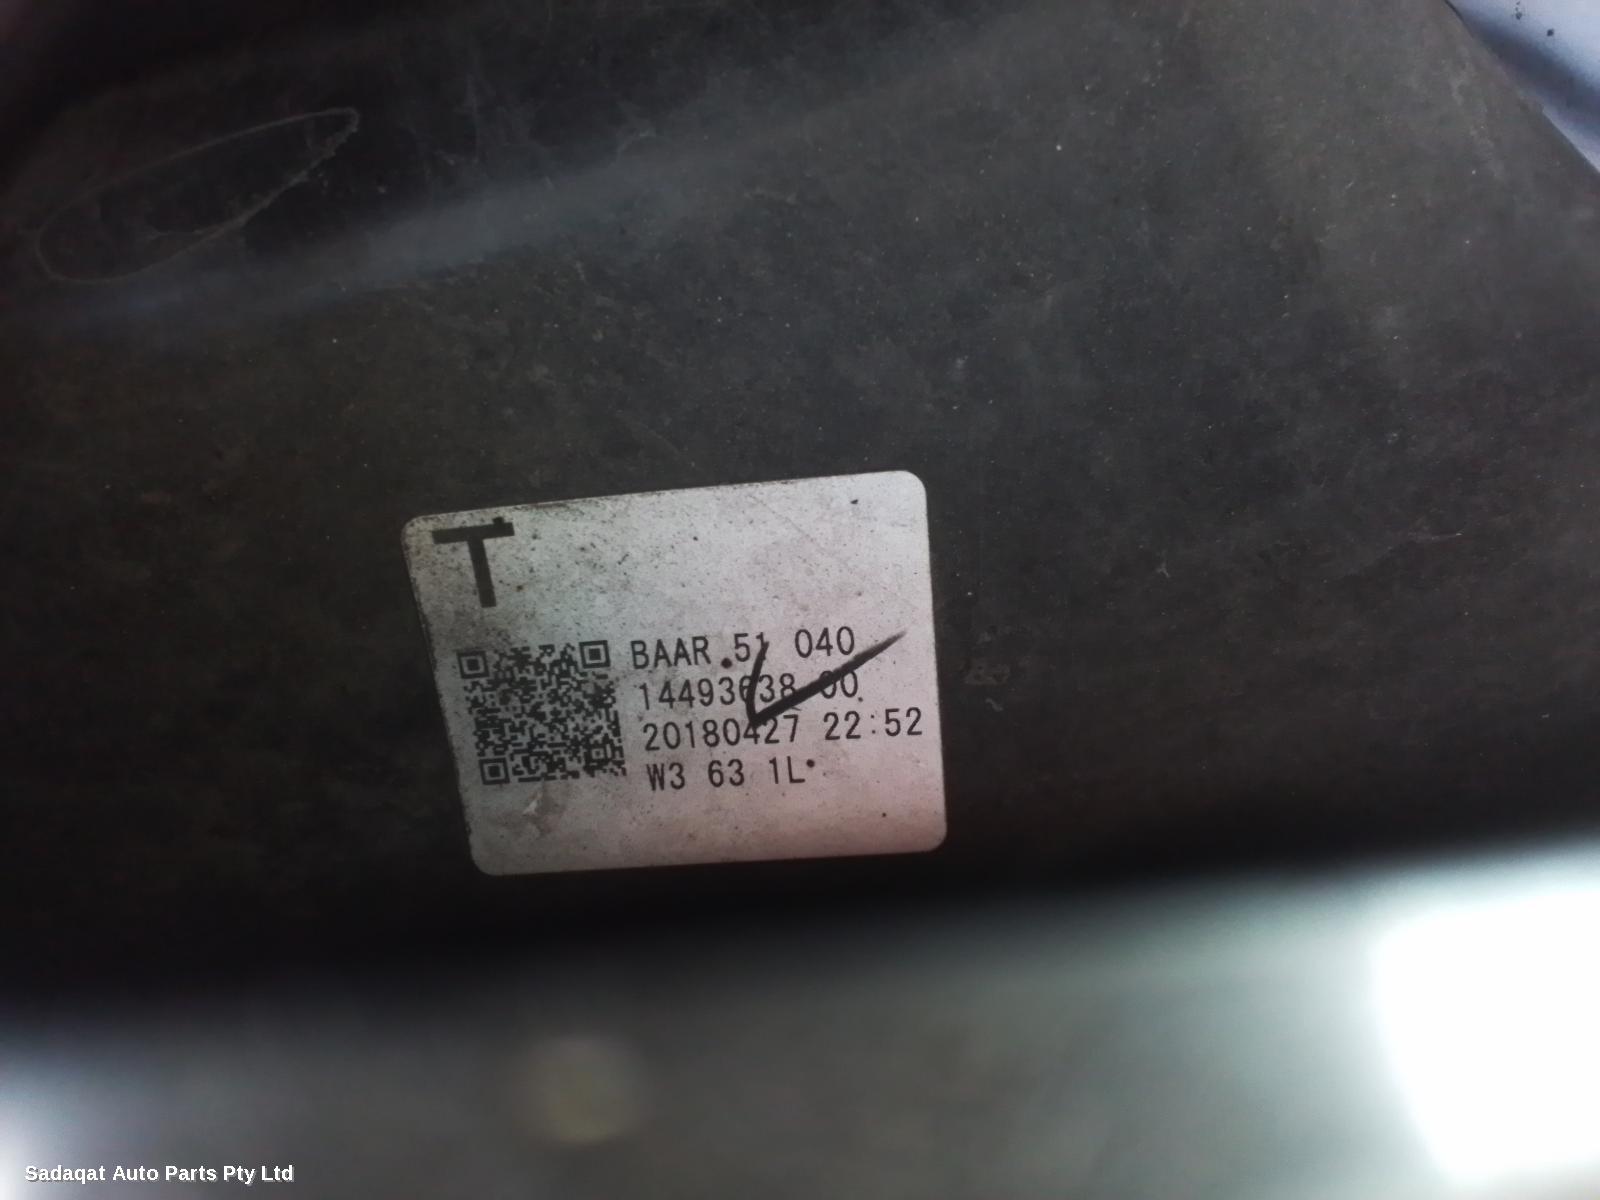 T
BAAR 51 040
14493638 00
20180427 22:52
W3 63 1L
Sadaqat Auto Parts Pty Ltd